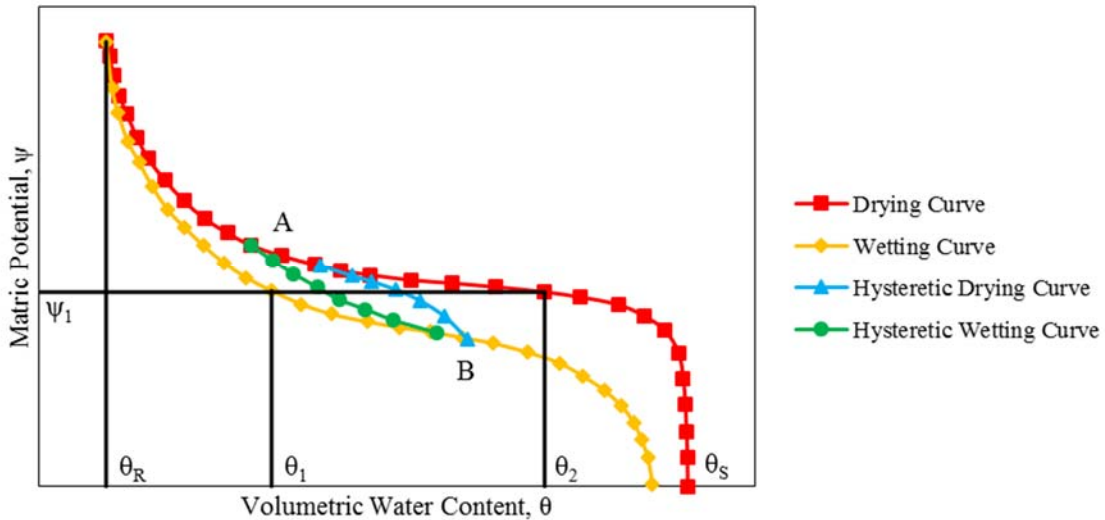 Matric Potential, ψ
A
ψ1
B
θR
θ1
θ2
θS
Volumetric Water Content, θ
Drying Curve
Wetting Curve
Hysteretic Drying Curve
Hysteretic Wetting Curve